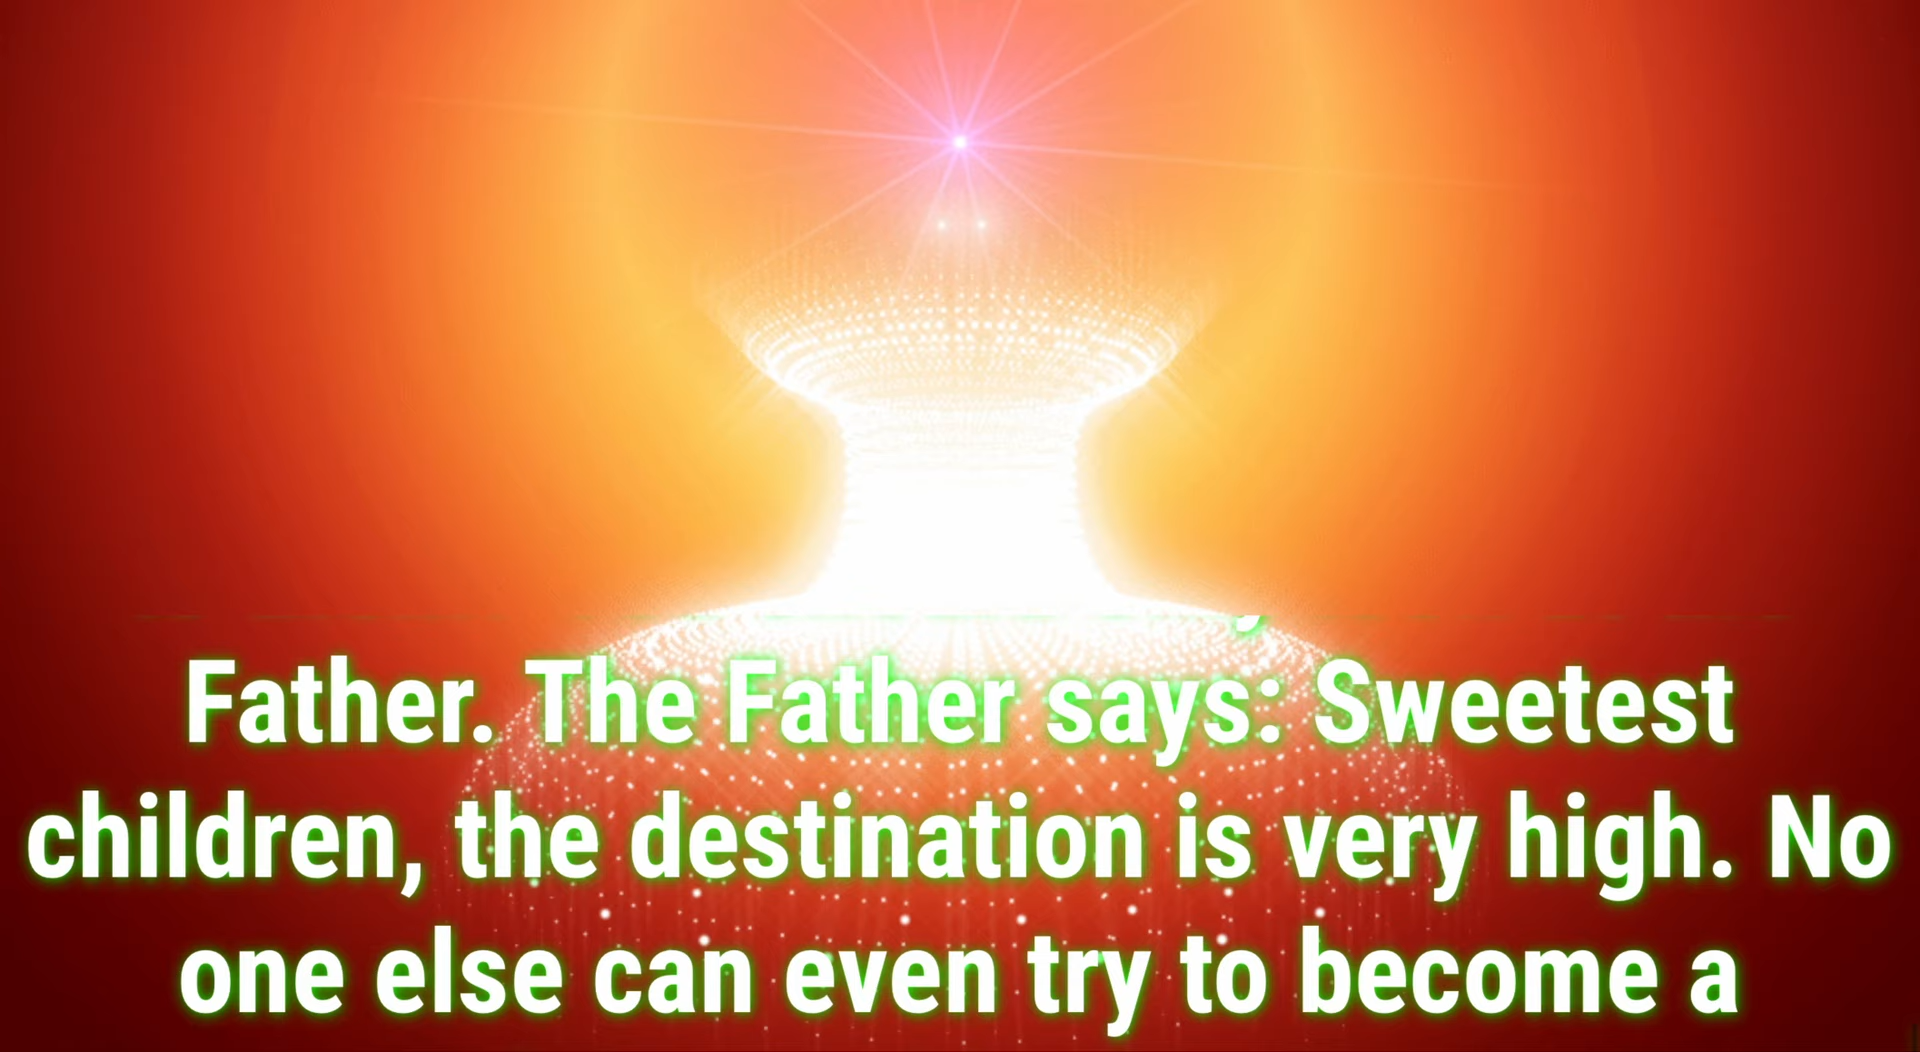 Father. The Father says: Sweetest
children, the destination is very high. No
one else can even try to become a